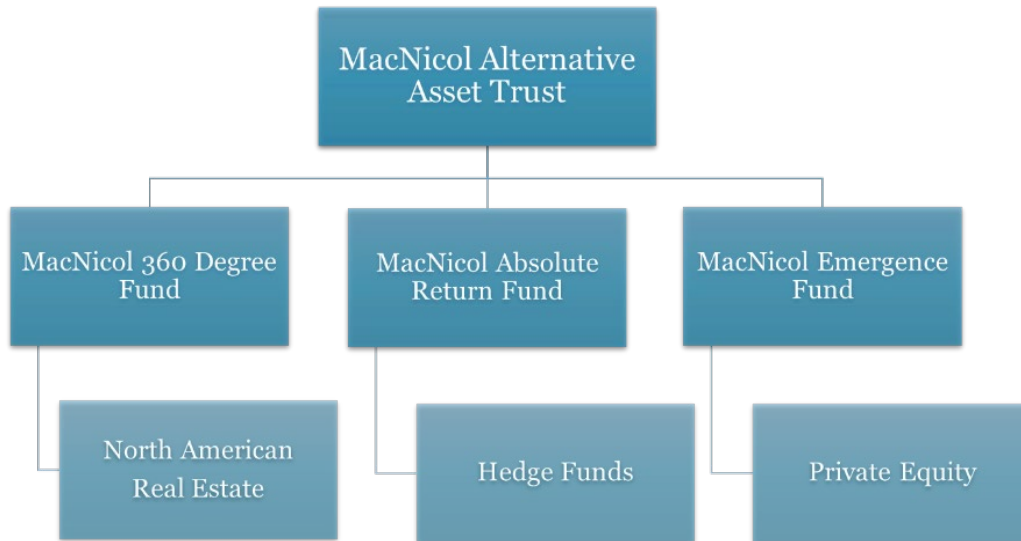 MacNicol Alternative
Asset Trust
MacNicol 360 Degree
Fund
MacNicol Absolute
Return Fund
MacNicol Emergence
Fund
North American
Real Estate
Hedge Funds
Private Equity